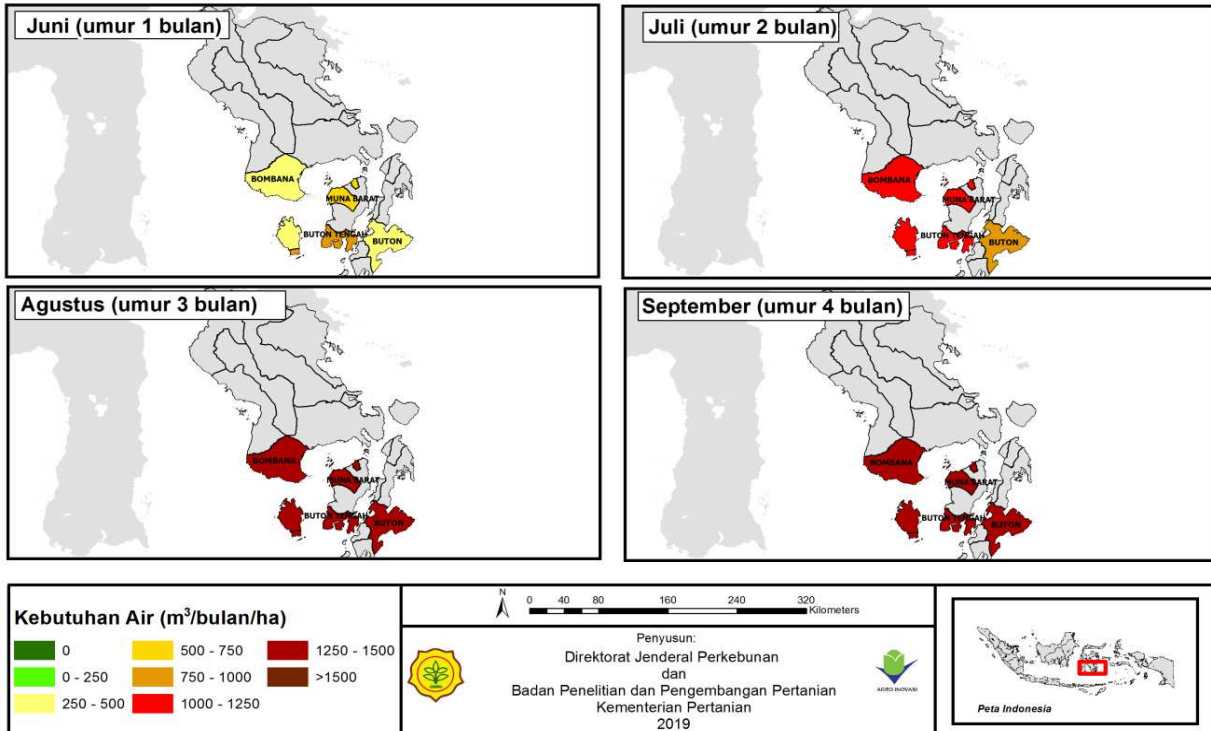 Juni (umur 1 bulan)
BOMBANA
MUNA BARAT
BUTON TENGAH
BUTON
Juli (umur 2 bulan)
BOMBANA
MUNA BARAT
BUTON TENGAH
BUTON
Agustus (umur 3 bulan)
BOMBANA
MUNA BARAT
BUTON TENGAH
BUTON
September (umur 4 bulan)
BOMBANA
MUNA BARAT
BUTON TENGAH
BUTON
Kebutuhan Air (m³/bulan/ha)
0
0 - 250
250 - 500
500 - 750
750 - 1000
1000 - 1250
1250 - 1500
>1500
N
0 20 40 80 160 240 320
Kilometers
Penyusun:
Direktorat Jenderal Perkebunan
dan
Badan Penelitian dan Pengembangan Pertanian
Kementerian Pertanian
2019
AGRO INOVASI
Peta Indonesia